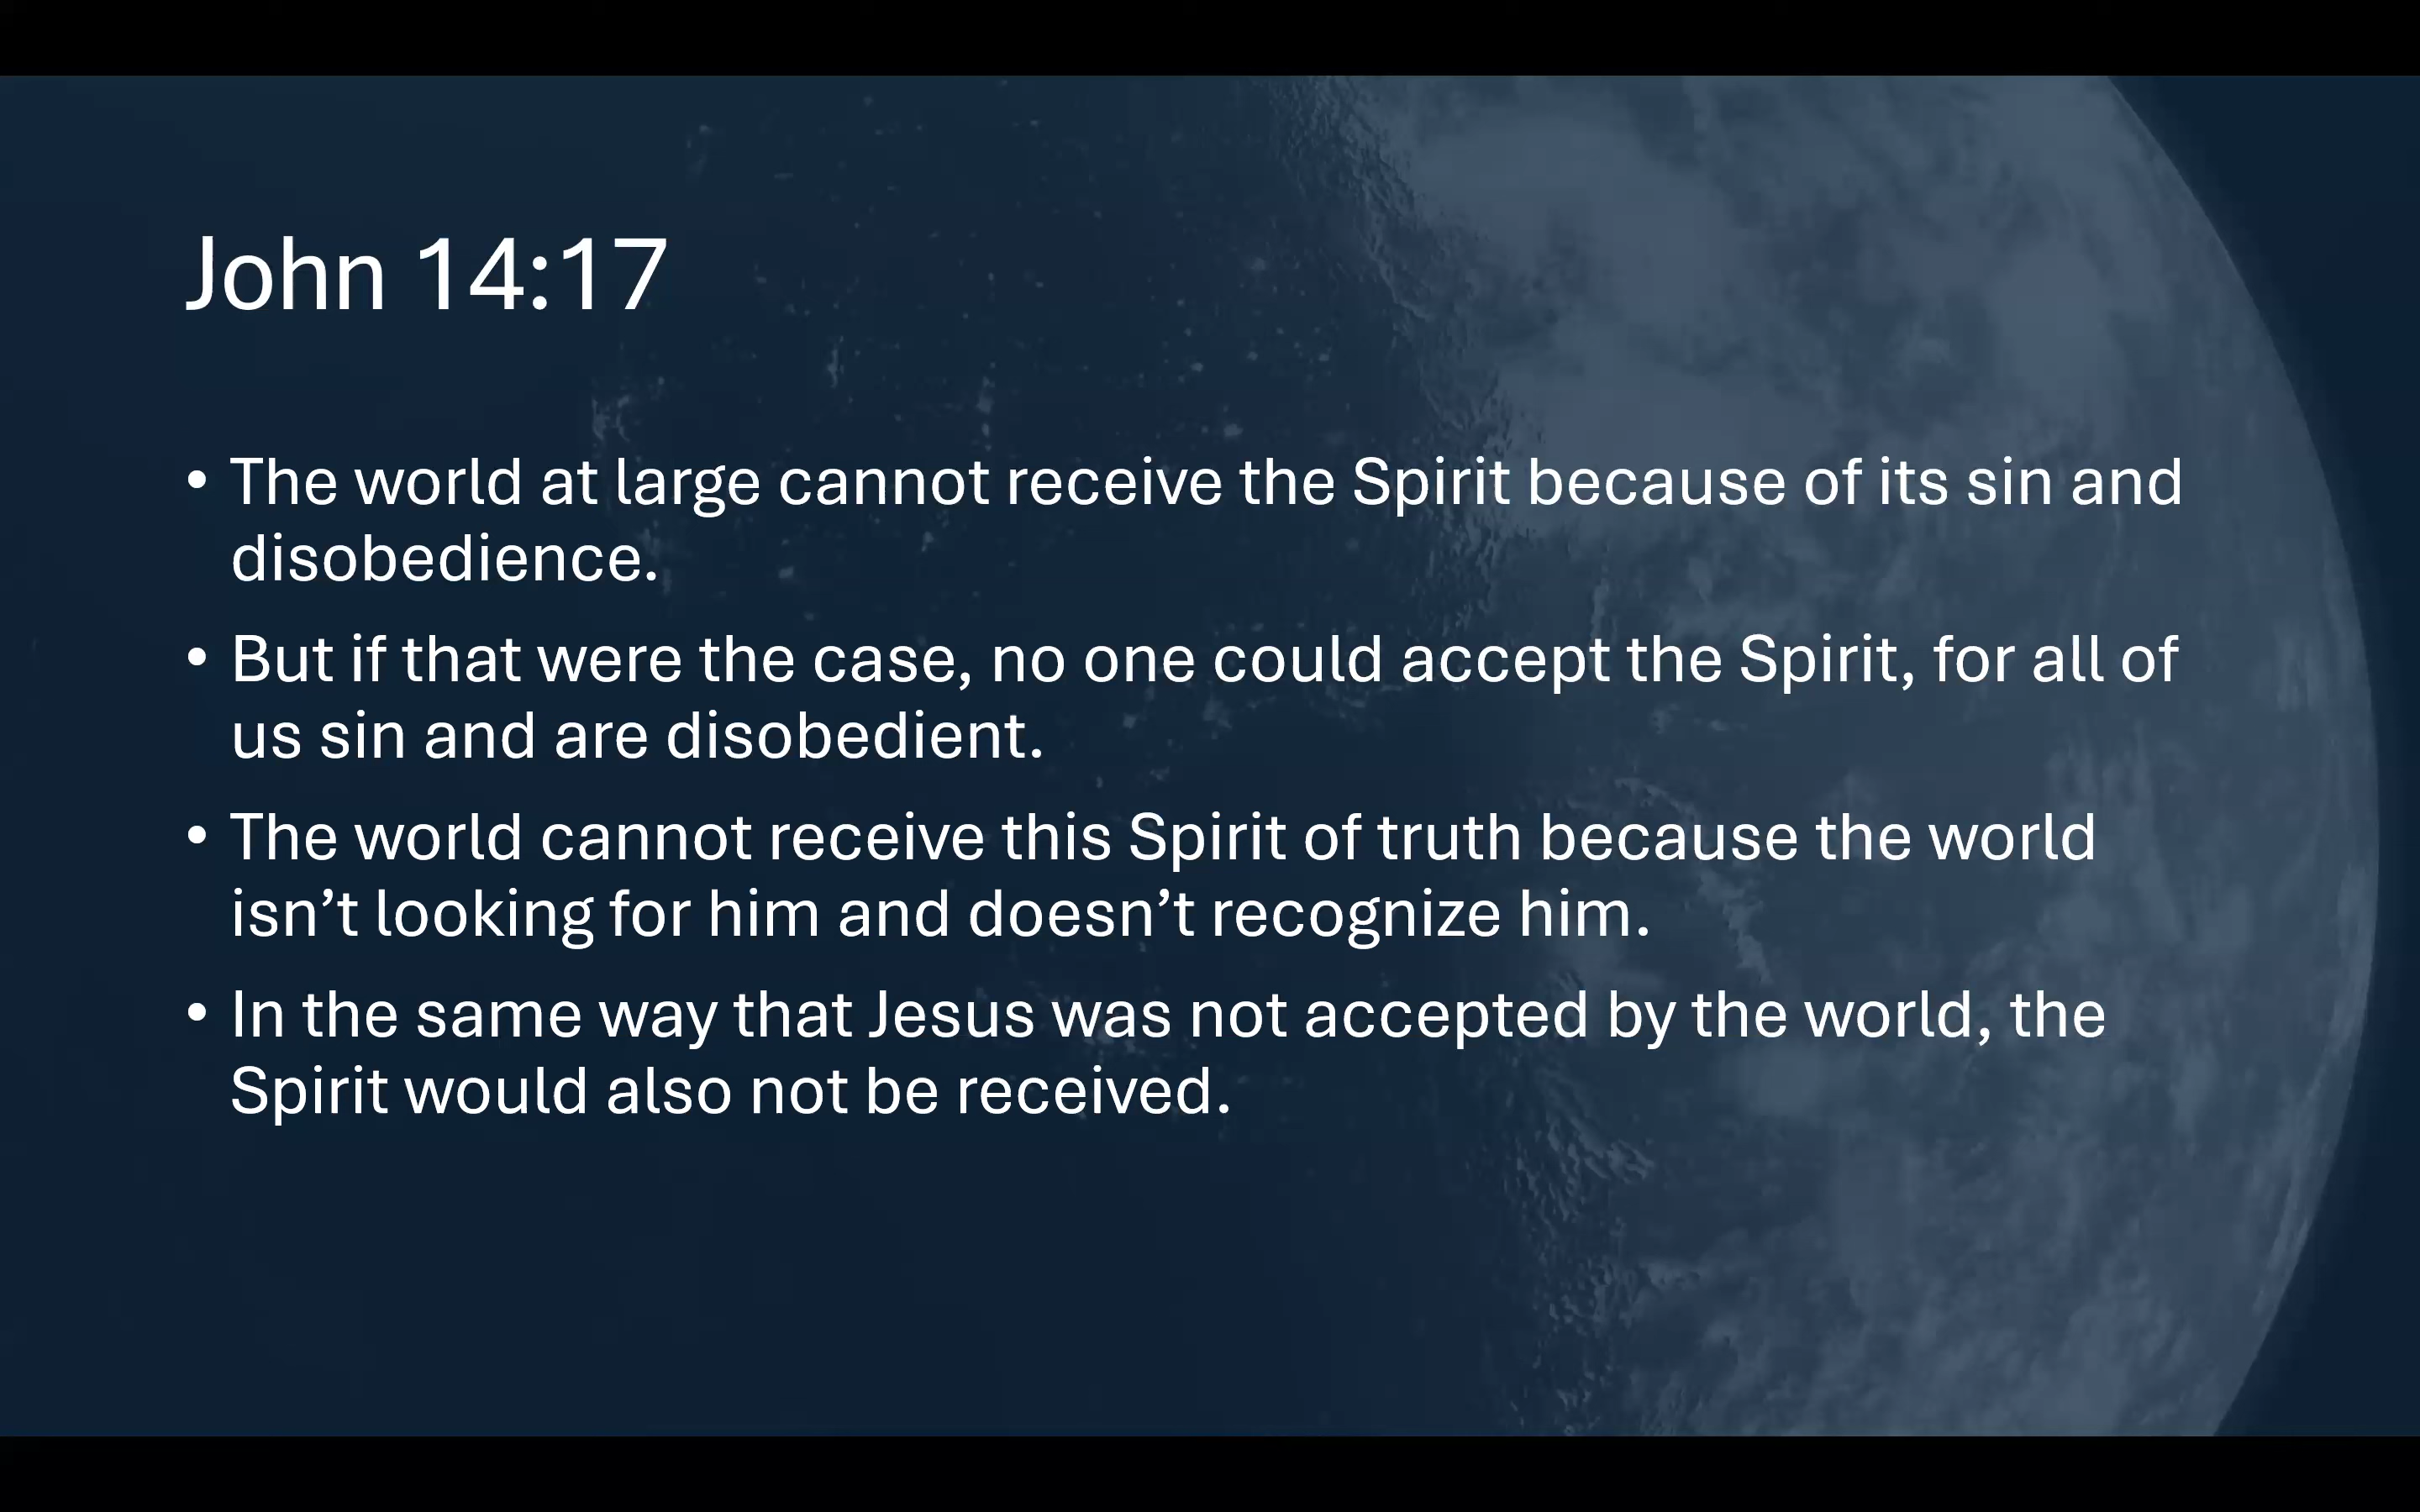 John 14:17
• The world at large cannot receive the Spirit because of its sin and
disobedience.
• But if that were the case, no one could accept the Spirit, for all of
us sin and are disobedient.
• The world cannot receive this Spirit of truth because the world
isn’t looking for him and doesn’t recognize him.
• In the same way that Jesus was not accepted by the world, the
Spirit would also not be received.